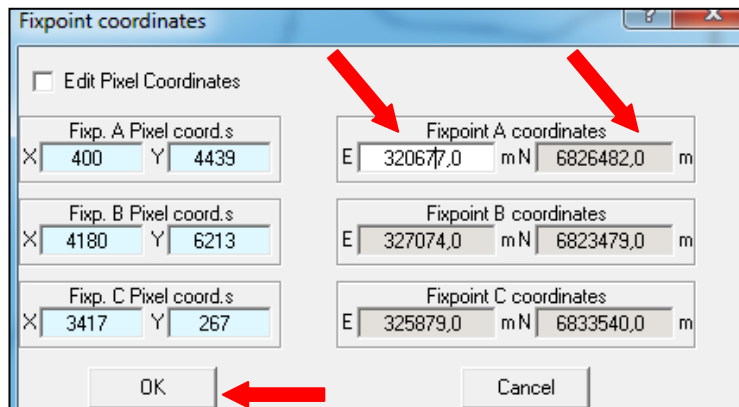 Fixpoint coordinates
? X
Edit Pixel Coordinates
Fixp. A Pixel coord.s Fixpoint A coordinates
X 400 Y 4439 E 320677,0 m N 6826482,0 m
Fixp. B Pixel coord.s Fixpoint B coordinates
X 4180 Y 6213 E 327074,0 m N 6823479,0 m
Fixp. C Pixel coord.s Fixpoint C coordinates
X 3417 Y 267 E 325879,0 m N 6833540,0 m
OK Cancel